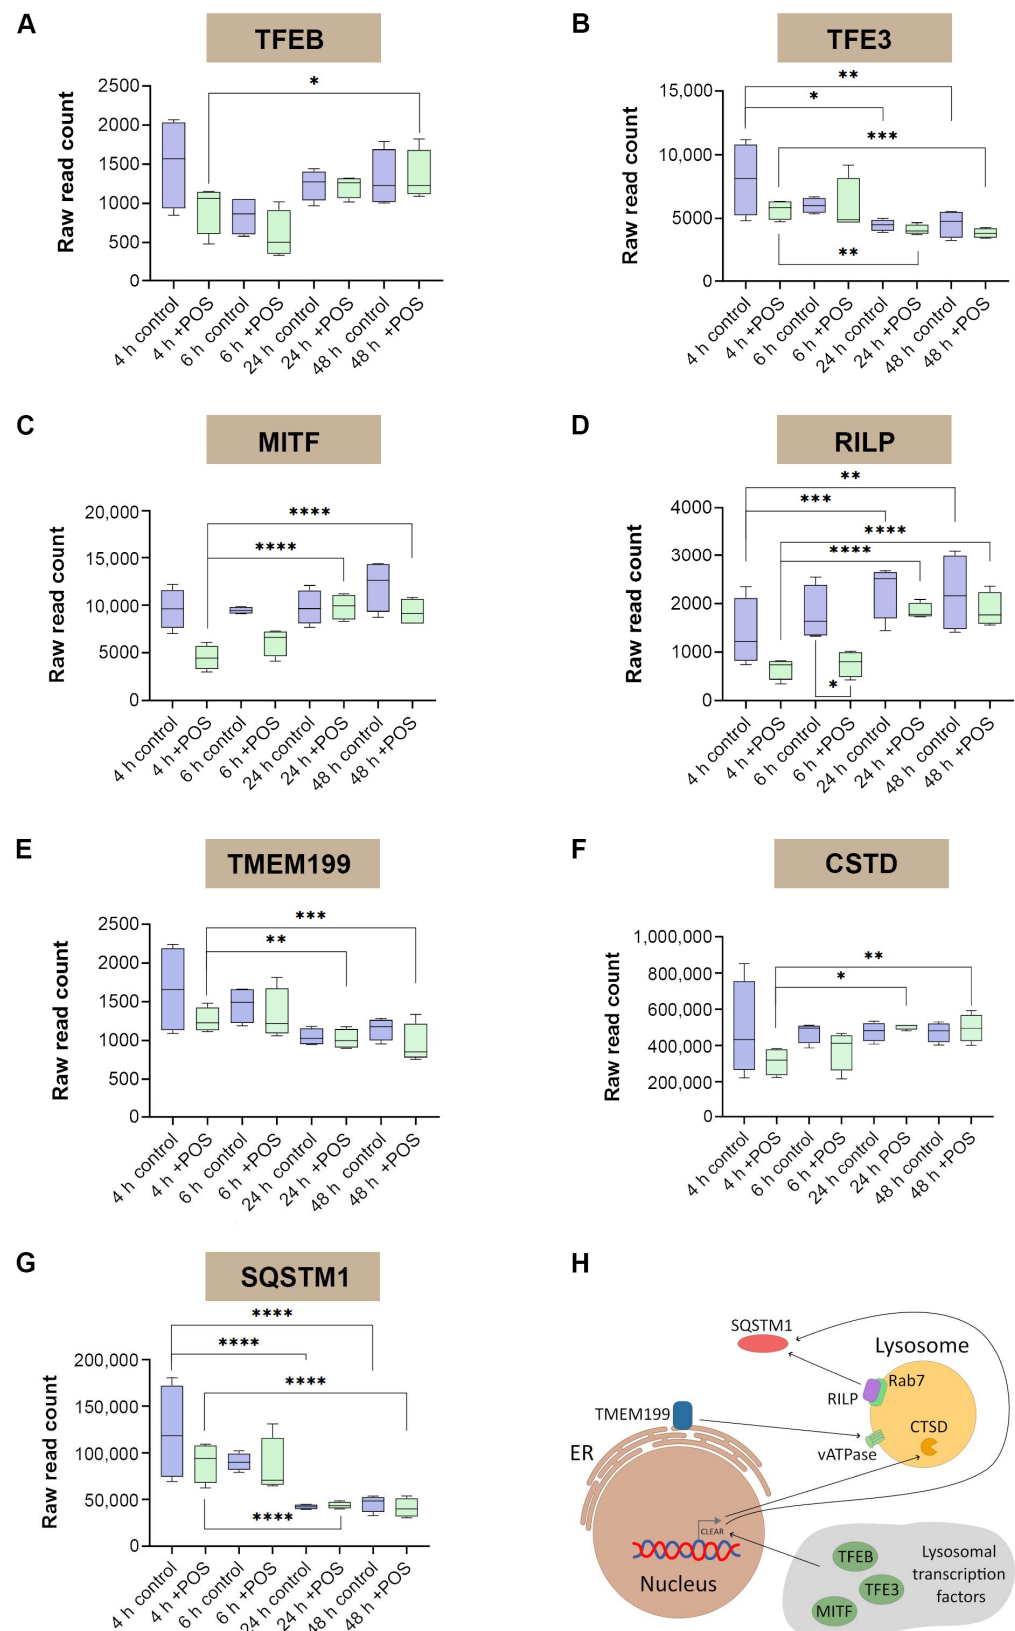 A
TFEB
Raw read count
2500
2000
1500
1000
500
0
*
4 h control
4 h +POS
6 h control
6 h +POS
24 h control
24 h +POS
48 h control
48 h +POS
B
TFE3
Raw read count
15,000
10,000
5000
0
**
*
***
**
4 h control
4 h +POS
6 h control
6 h +POS
24 h control
24 h +POS
48 h control
48 h +POS
C
MITF
Raw read count
20,000
15,000
10,000
5000
0
****
****
4 h control
4 h +POS
6 h control
6 h +POS
24 h control
24 h +POS
48 h control
48 h +POS
D
RILP
Raw read count
4000
3000
2000
1000
0
**
***
****
****
*
4 h control
4 h +POS
6 h control
6 h +POS
24 h control
24 h +POS
48 h control
48 h +POS
E
TMEM199
Raw read count
2500
2000
1500
1000
500
0
***
**
4 h control
4 h +POS
6 h control
6 h +POS
24 h control
24 h +POS
48 h control
48 h +POS
F
CSTD
Raw read count
1,000,000
800,000
600,000
400,000
200,000
0
**
*
4 h control
4 h +POS
6 h control
6 h +POS
24 h control
24 h POS
48 h control
48 h +POS
G
SQSTM1
Raw read count
200,000
150,000
100,000
50,000
0
****
****
****
****
4 h control
4 h +POS
6 h control
6 h +POS
24 h control
24 h +POS
48 h control
48 h +POS
H
SQSTM1
Lysosome
Rab7
RILP
TMEM199
CTSD
ER
vATPase
CLEAR
Nucleus
TFEB
TFE3
MITF
Lysosomal
transcription
factors